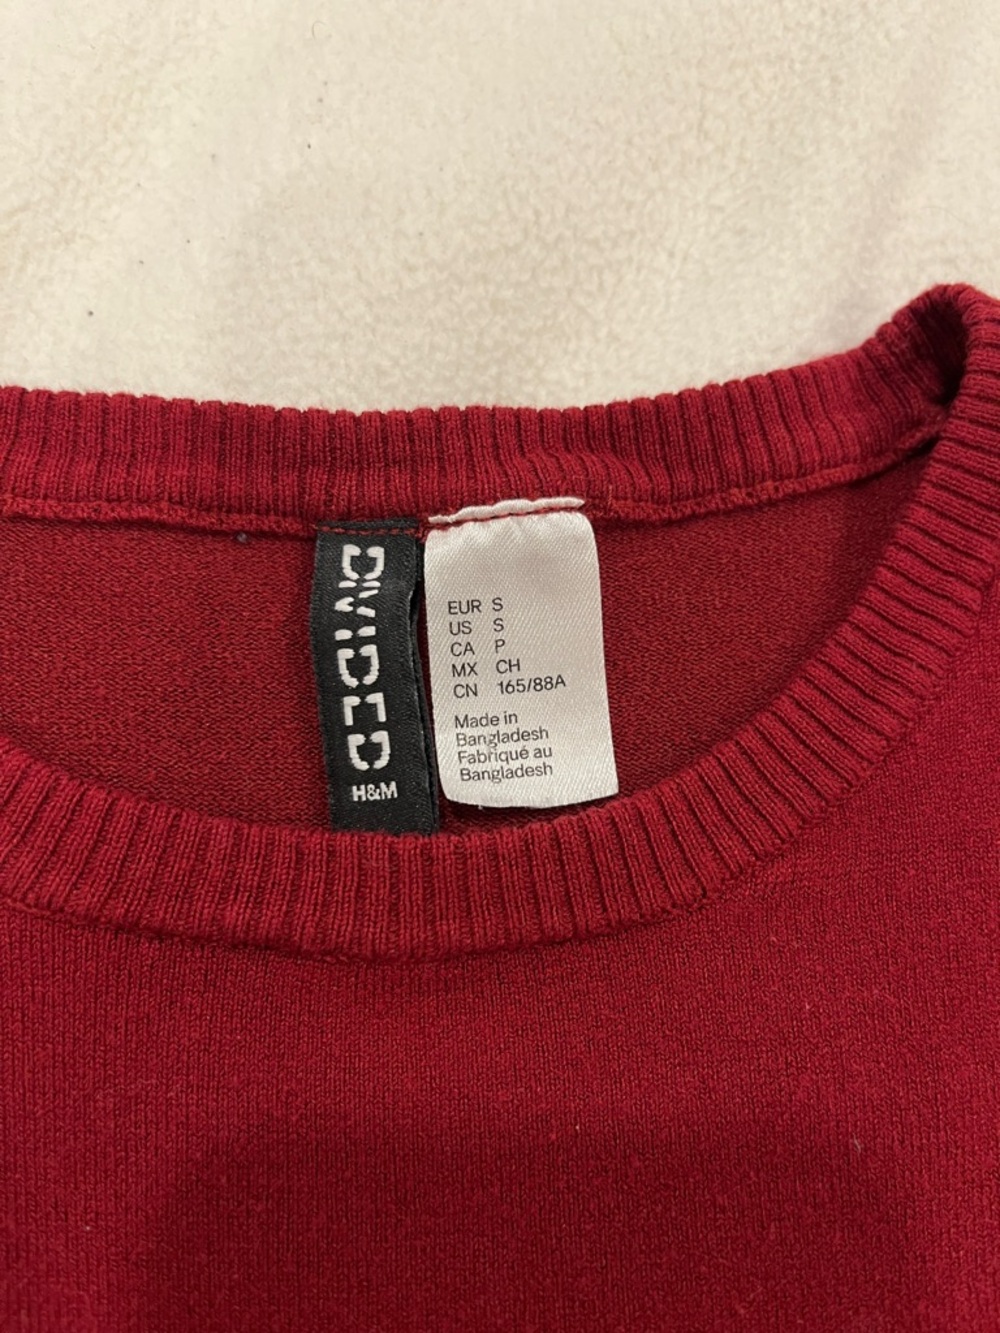 DIVIDED
H&M
EUR S
US S
CA P
MX CH
CN 165/88A
Made in
Bangladesh
Fabriqué au
Bangladesh